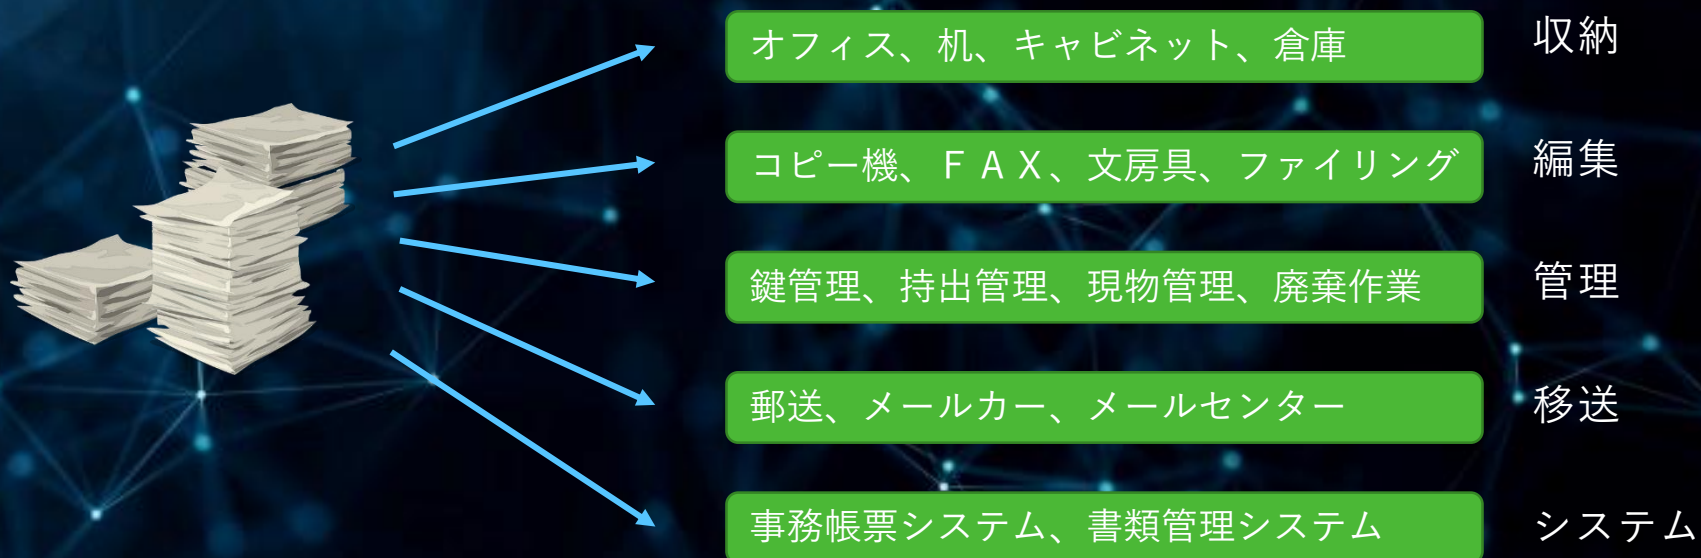 オフィス、机、キャビネット、倉庫 収納
コピー機、ＦＡＸ、文房具、ファイリング 編集
鍵管理、持出管理、現物管理、廃棄作業 管理
郵送、メールカー、メールセンター 移送
事務帳票システム、書類管理システム システム